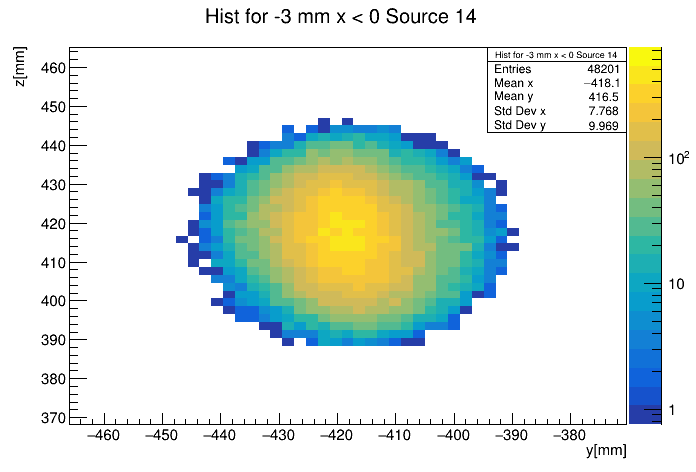 Hist for -3 mm x < 0 Source 14
z[mm]
Hist for -3 mm x < 0 Source 14
Entries 48201
Mean x −418.1
Mean y 416.5
Std Dev x 7.768
Std Dev y 9.969
460
450
440
430
420
410
400
390
380
370
10²
10
1
−460 −450 −440 −430 −420 −410 −400 −390 −380
y[mm]